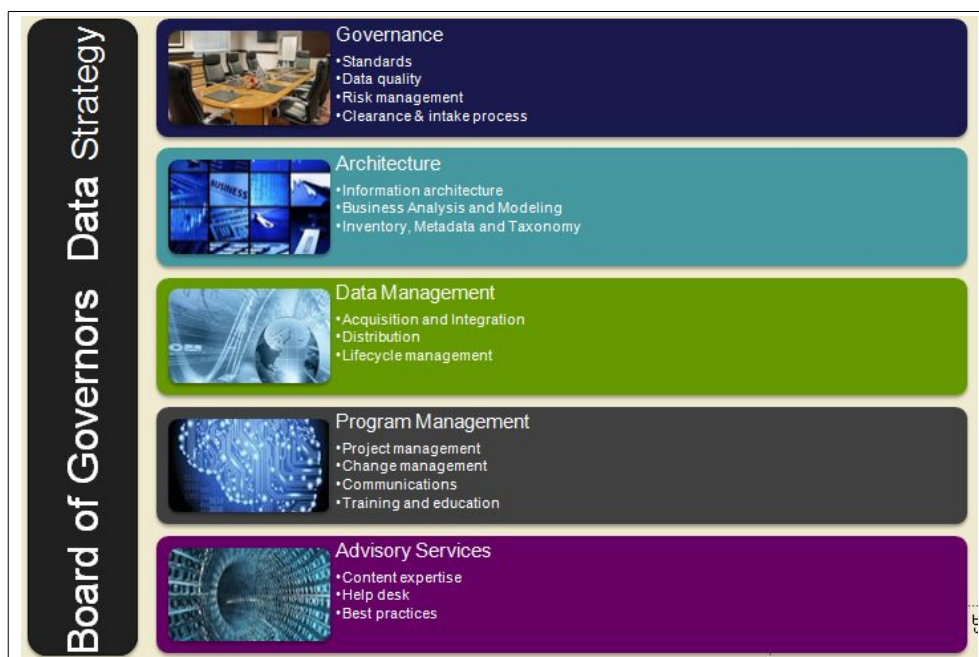 Board of Governors Data Strategy
Governance
•Standards
•Data quality
•Risk management
•Clearance & intake process
Architecture
BUSINESS
•Information architecture
•Business Analysis and Modeling
•Inventory, Metadata and Taxonomy
Data Management
•Acquisition and Integration
•Distribution
•Lifecycle management
Program Management
•Project management
•Change management
•Communications
•Training and education
Advisory Services
•Content expertise
•Help desk
•Best practices